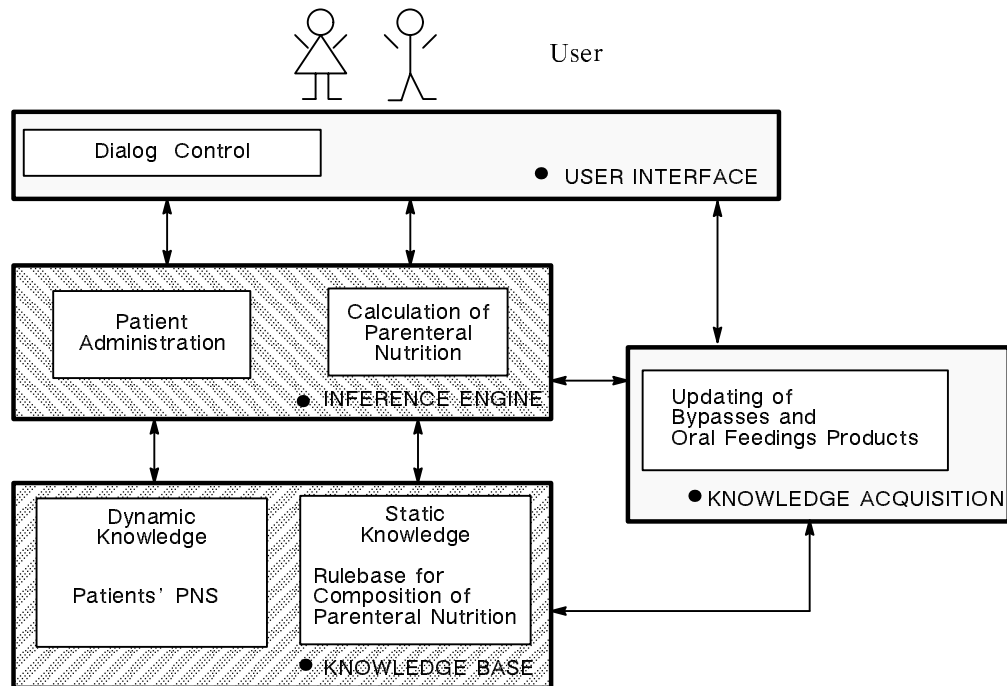 User
Dialog Control
● USER INTERFACE
Patient
Administration
Calculation of
Parenteral
Nutrition
● INFERENCE ENGINE
Updating of
Bypasses and
Oral Feedings Products
● KNOWLEDGE ACQUISITION
Dynamic
Knowledge
Patients' PNS
Static
Knowledge
Rulebase for
Composition of
Parenteral Nutrition
● KNOWLEDGE BASE